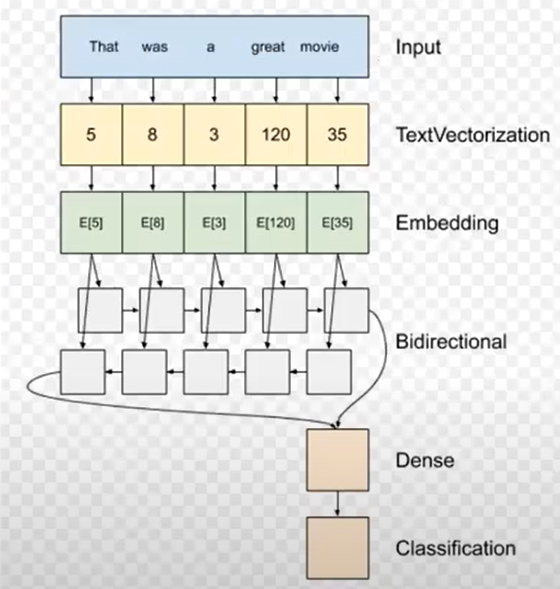 That was a great movie Input
5 8 3 120 35 TextVectorization
E[5] E[8] E[3] E[120] E[35] Embedding
Bidirectional
Dense
Classification